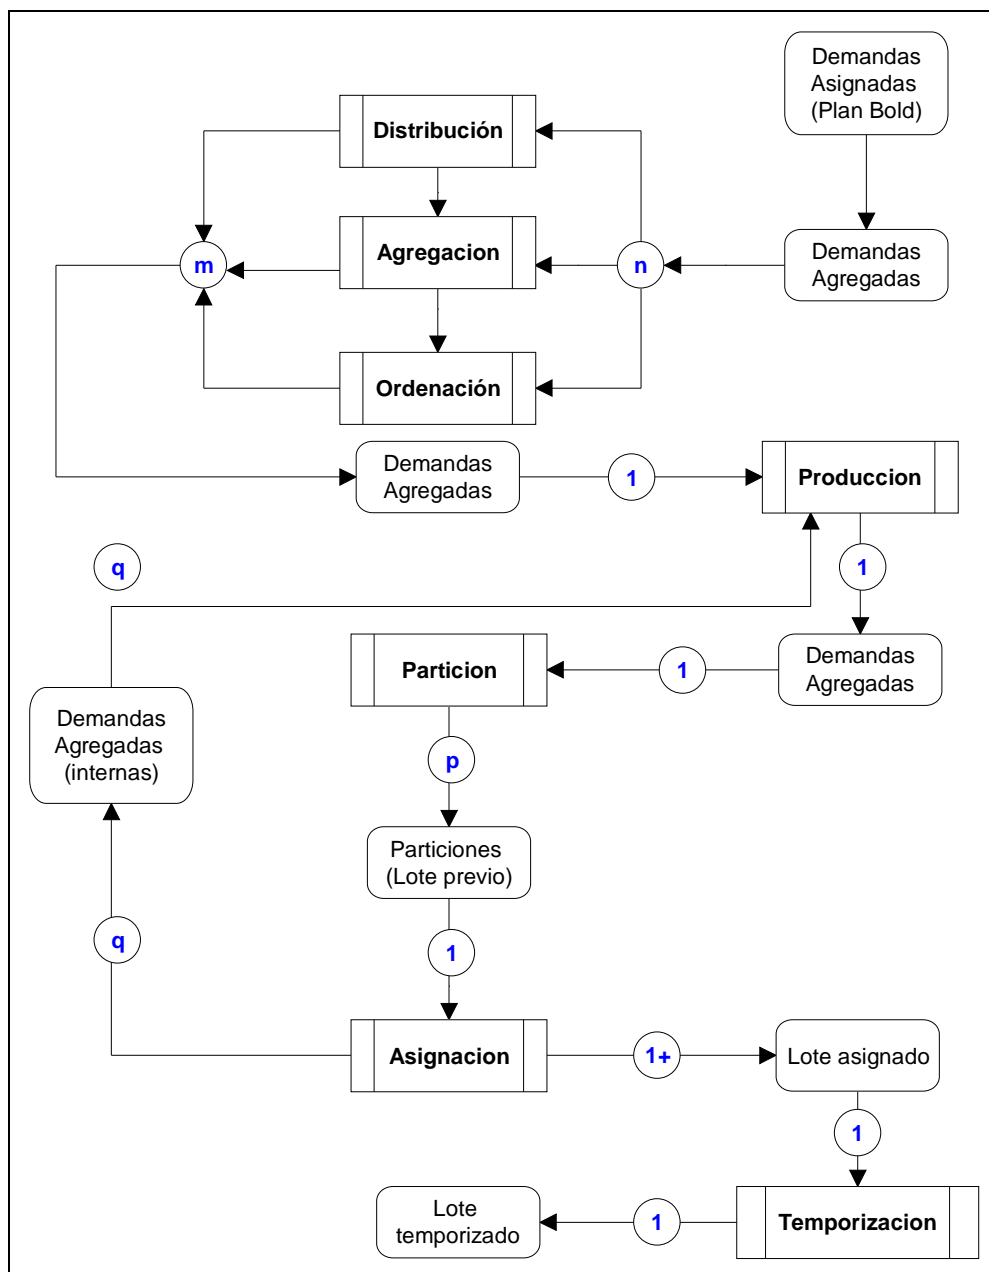 Demandas
Asignadas
(Plan Bold)
Distribución
Agregacion
m
n
Demandas
Agregadas
Ordenación
Demandas
Agregadas
1
Produccion
q
1
Particion
1
Demandas
Agregadas
Demandas
Agregadas
(internas)
p
Particiones
(Lote previo)
q
1
Asignacion
1+
Lote asignado
1
Lote
temporizado
1
Temporizacion